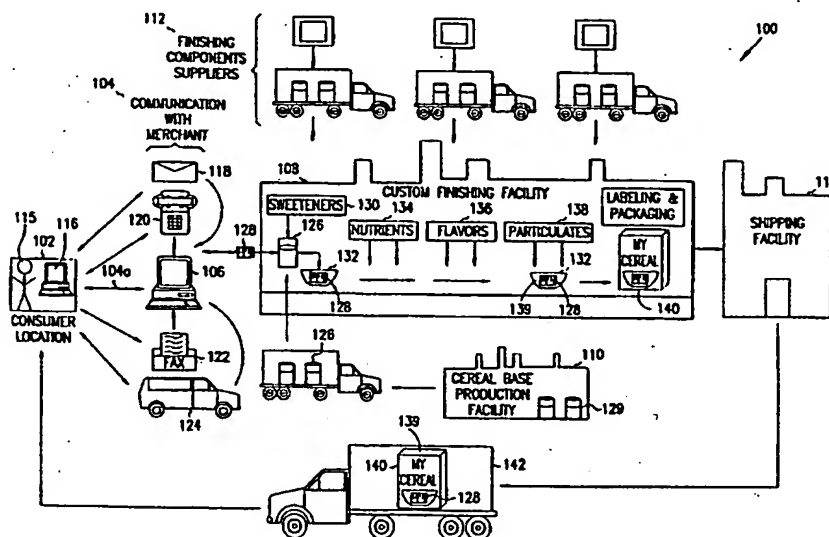 112
FINISHING
COMPONENTS
SUPPLIERS
100
104
COMMUNICATION
WITH
MERCHANT
118
120
115
102
116
104a
106
CONSUMER
LOCATION
FAX
122
124
128
108
CUSTOM FINISHING FACILITY
SWEETENERS
130
126
134
NUTRIENTS
136
FLAVORS
138
PARTICULATES
132
128
132
139
128
LABELING &
PACKAGING
MY
CEREAL
140
SHIPPING
FACILITY
126
110
CEREAL BASE
PRODUCTION
FACILITY
129
139
140
MY
CEREAL
128
142